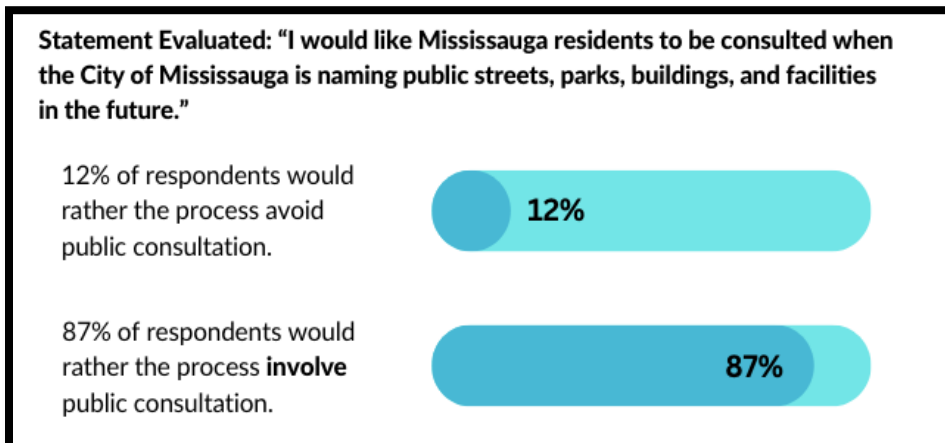 Statement Evaluated: “I would like Mississauga residents to be consulted when
the City of Mississauga is naming public streets, parks, buildings, and facilities
in the future.”
12% of respondents would
rather the process avoid
public consultation.
12%
87% of respondents would
rather the process involve
public consultation.
87%